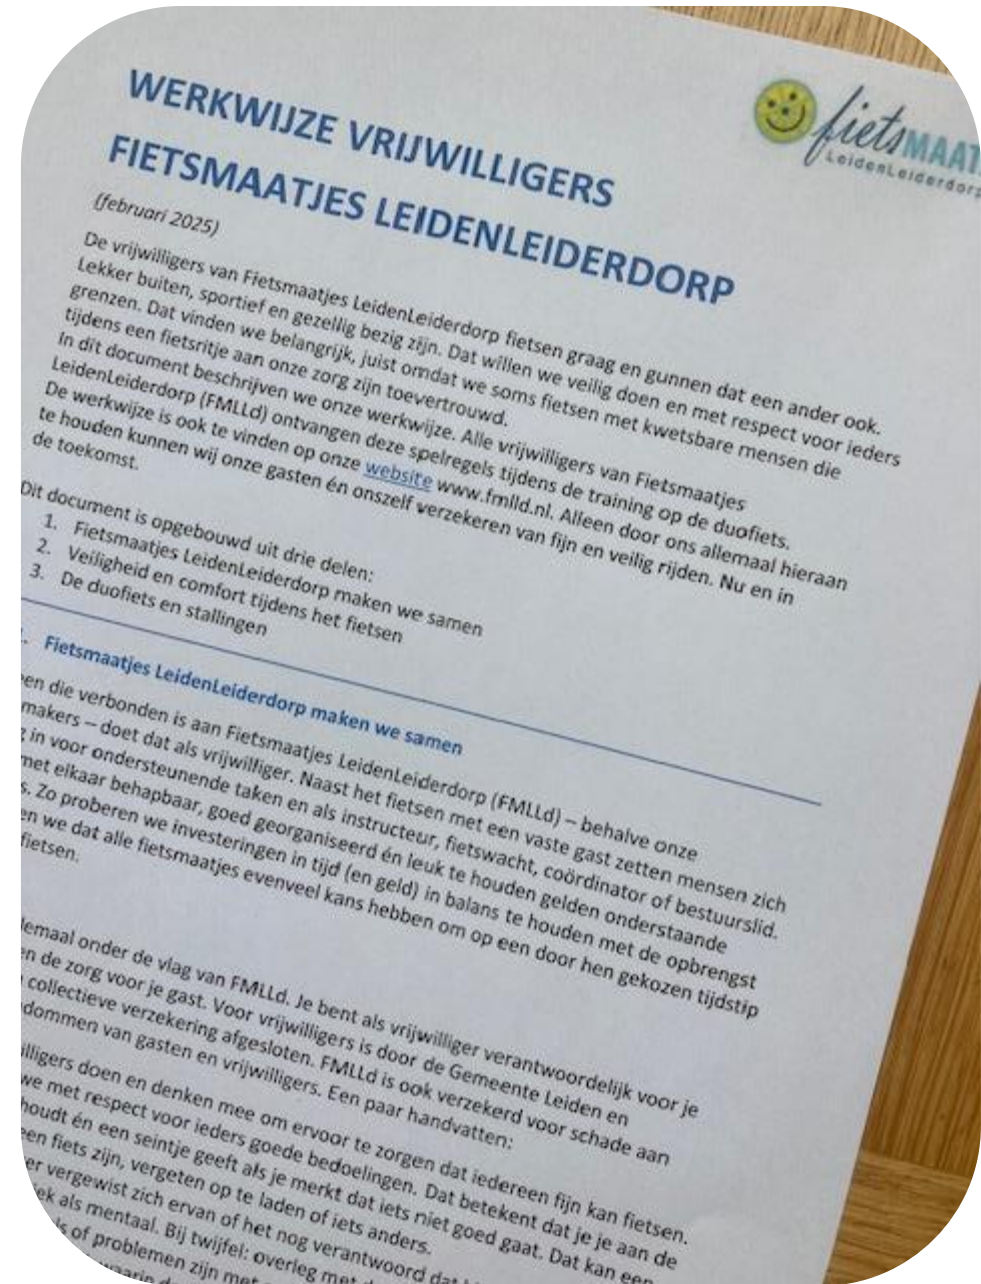 fietsMAAT
LeidenLeiderdorp
WERKWIJZE VRIJWILLIGERS
FIETSMAATJES LEIDENLEIDERDORP
(februari 2025)
De vrijwilligers van Fietsmaatjes LeidenLeiderdorp fietsen graag en gunnen dat een ander ook.
Lekker buiten, sportief en gezellig bezig zijn. Dat willen we veilig doen en met respect voor ieders
grenzen. Dat vinden we belangrijk, juist omdat we soms fietsen met kwetsbare mensen die
tijdens een fietsritje aan onze zorg zijn toevertrouwd.
In dit document beschrijven we onze werkwijze. Alle vrijwilligers van Fietsmaatjes
LeidenLeiderdorp (FMLLd) ontvangen deze spelregels tijdens de training op de duofiets.
De werkwijze is ook te vinden op onze website www.fmlld.nl. Alleen door ons allemaal hieraan
te houden kunnen wij onze gasten én onszelf verzekeren van fijn en veilig rijden. Nu en in
de toekomst.
Dit document is opgebouwd uit drie delen:
1. Fietsmaatjes LeidenLeiderdorp maken we samen
2. Veiligheid en comfort tijdens het fietsen
3. De duofiets en stallingen
Fietsmaatjes LeidenLeiderdorp maken we samen
en die verbonden is aan Fietsmaatjes LeidenLeiderdorp (FMLLd) – behalve onze
makers – doet dat als vrijwilliger. Naast het fietsen met een vaste gast zetten mensen zich
in voor ondersteunende taken en als instructeur, fietswacht, coördinator of bestuurslid.
met elkaar behapbaar, goed georganiseerd én leuk te houden gelden onderstaande
s. Zo proberen we investeringen in tijd (en geld) in balans te houden met de opbrengst
en we dat alle fietsmaatjes evenveel kans hebben om op een door hen gekozen tijdstip
fietsen.
emaal onder de vlag van FMLLd. Je bent als vrijwilliger verantwoordelijk voor je
en de zorg voor je gast. Voor vrijwilligers is door de Gemeente Leiden en
collectieve verzekering afgesloten. FMLLd is ook verzekerd voor schade aan
dommen van gasten en vrijwilligers. Een paar handvatten:
illigers doen en denken mee om ervoor te zorgen dat iedereen fijn kan fietsen.
we met respect voor ieders goede bedoelingen. Dat betekent dat je je aan de
houdt én een seintje geeft als je merkt dat iets niet goed gaat. Dat kan een
een fiets zijn, vergeten op te laden of iets anders.
er vergewist zich ervan of het nog verantwoord dat
ek als mentaal. Bij twijfel: overleg met
ls of problemen zijn met
waarin